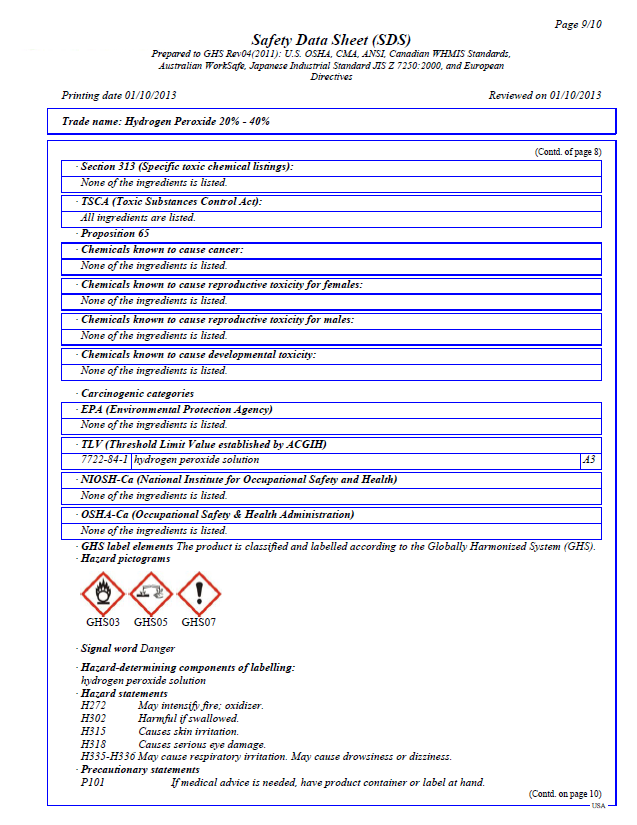 Page 9/10
Safety Data Sheet (SDS)
Prepared to GHS Rev04(2011): U.S. OSHA, CMA, ANSI, Canadian WHMIS Standards,
Australian WorkSafe, Japanese Industrial Standard JIS Z 7250:2000, and European
Directives
Printing date 01/10/2013 Reviewed on 01/10/2013
Trade name: Hydrogen Peroxide 20% - 40%
(Contd. of page 8)
· Section 313 (Specific toxic chemical listings):
None of the ingredients is listed.
· TSCA (Toxic Substances Control Act):
All ingredients are listed.
· Proposition 65
· Chemicals known to cause cancer:
None of the ingredients is listed.
· Chemicals known to cause reproductive toxicity for females:
None of the ingredients is listed.
· Chemicals known to cause reproductive toxicity for males:
None of the ingredients is listed.
· Chemicals known to cause developmental toxicity:
None of the ingredients is listed.
· Carcinogenic categories
· EPA (Environmental Protection Agency)
None of the ingredients is listed.
· TLV (Threshold Limit Value established by ACGIH)
7722-84-1 hydrogen peroxide solution A3
· NIOSH-Ca (National Institute for Occupational Safety and Health)
None of the ingredients is listed.
· OSHA-Ca (Occupational Safety & Health Administration)
None of the ingredients is listed.
· GHS label elements The product is classified and labelled according to the Globally Harmonized System (GHS).
· Hazard pictograms
GHS03 GHS05 GHS07
· Signal word Danger
· Hazard-determining components of labelling:
hydrogen peroxide solution
· Hazard statements
H272 May intensify fire; oxidizer.
H302 Harmful if swallowed.
H315 Causes skin irritation.
H318 Causes serious eye damage.
H335-H336 May cause respiratory irritation. May cause drowsiness or dizziness.
· Precautionary statements
P101 If medical advice is needed, have product container or label at hand.
(Contd. on page 10)
USA